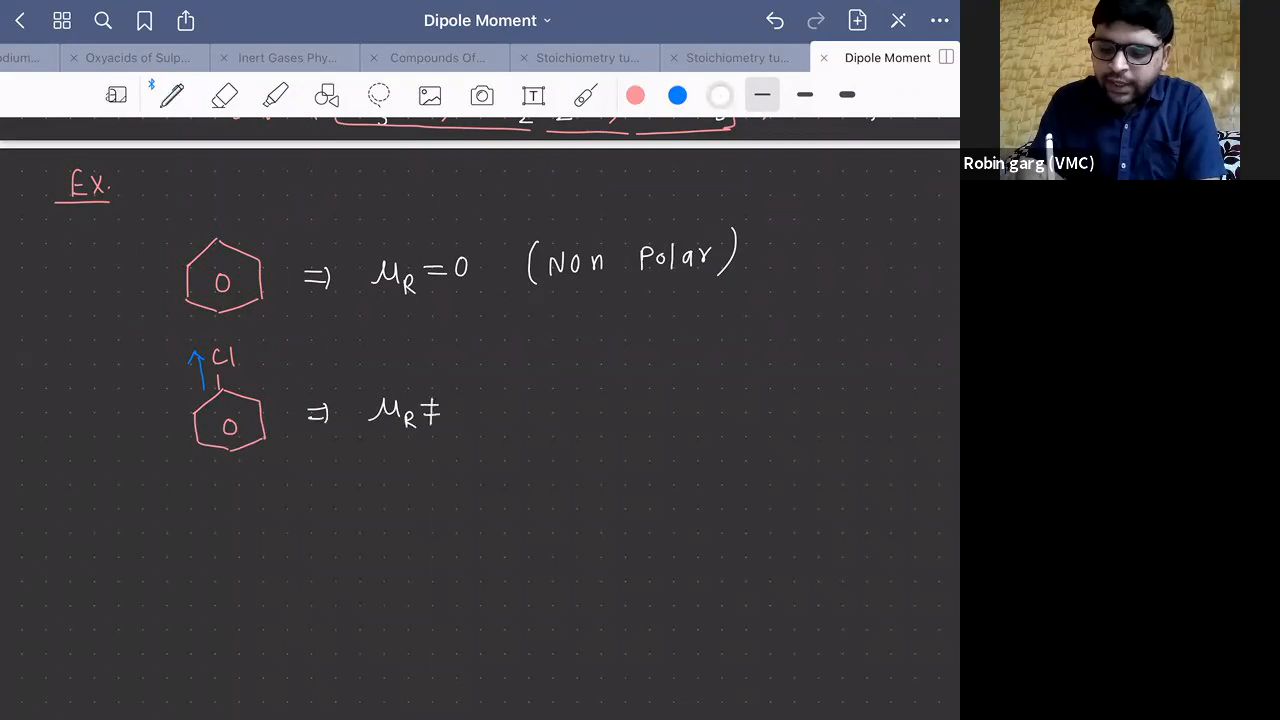 Dipole Moment
odium...
Oxyacids of Sulp...
Inert Gases Phy...
Compounds Of...
Stoichiometry tu...
Stoichiometry tu...
Dipole Moment
Robin garg (VMC)
Ex.
⇒ μR = 0 (Non Polar)
Cl
⇒ μR ≠